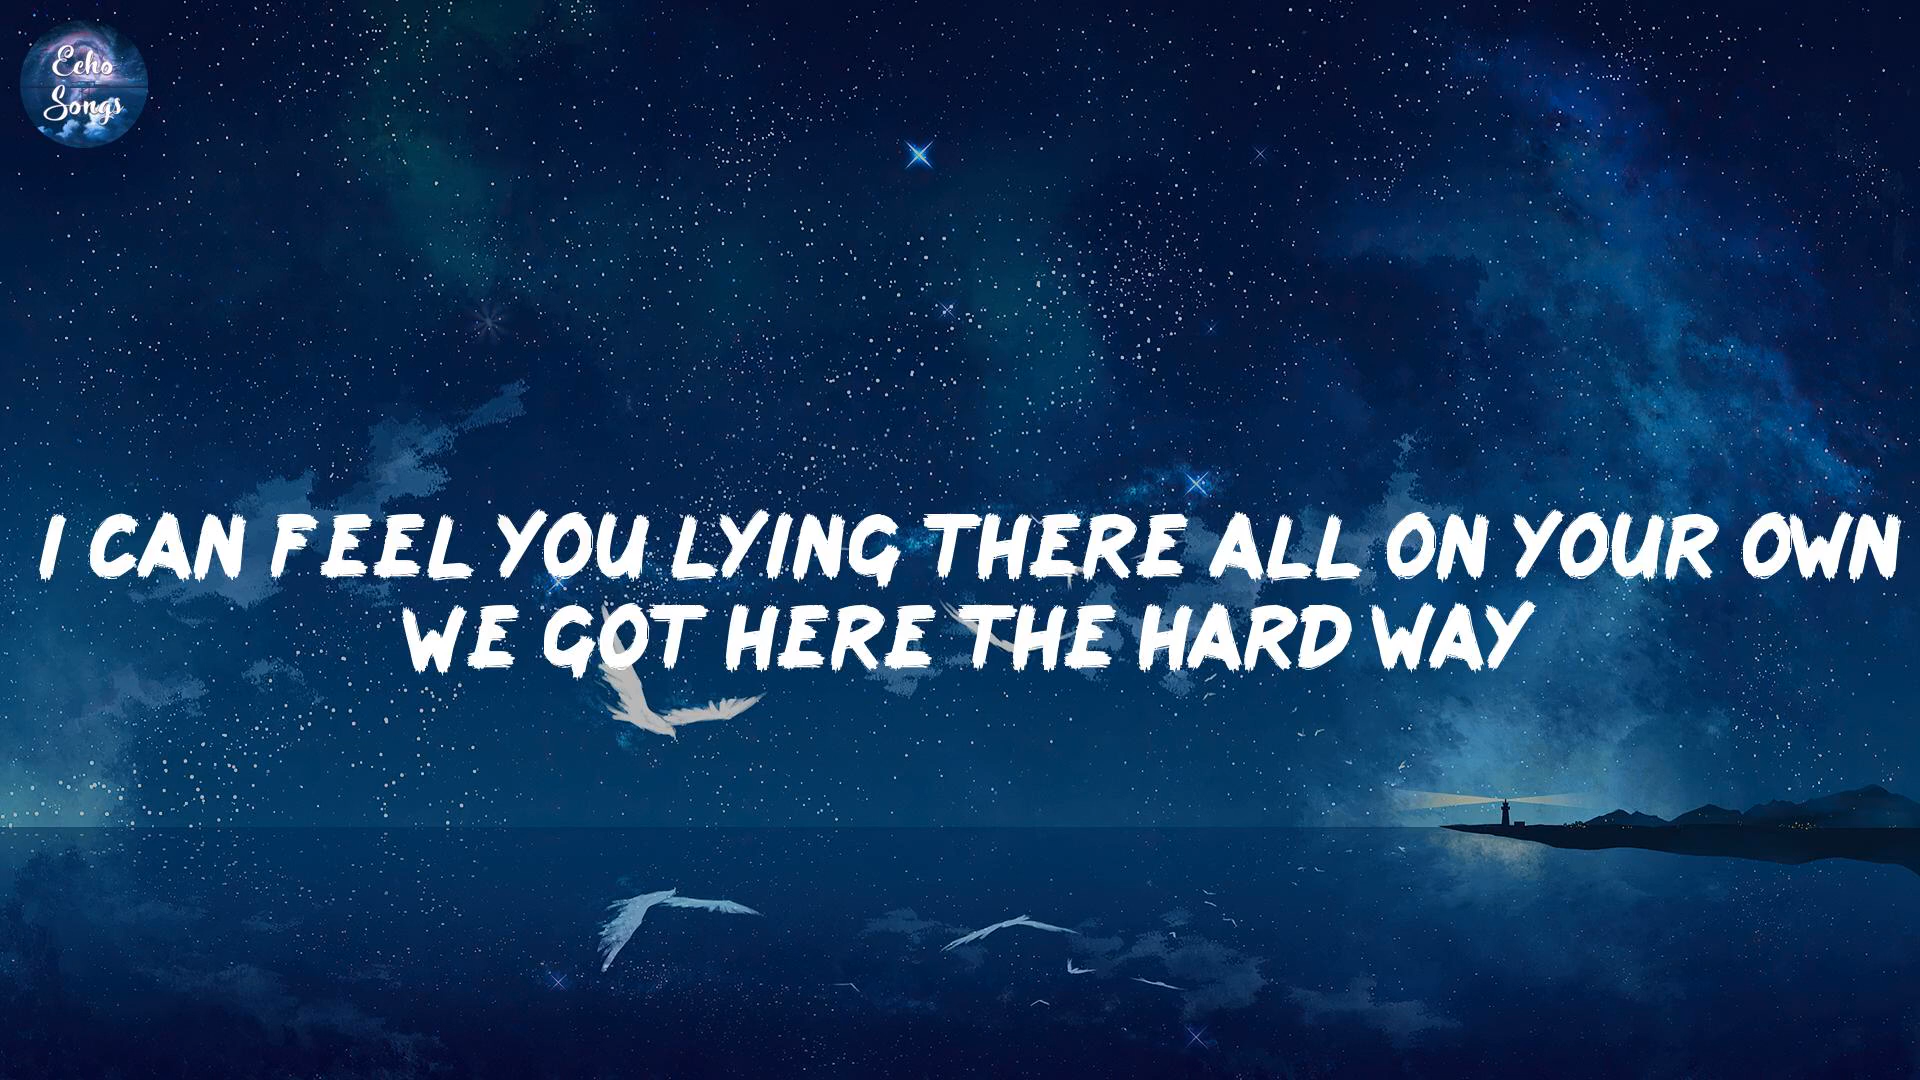 Echo
Songs
I CAN FEEL YOU LYING THERE ALL ON YOUR OWN
WE GOT HERE THE HARD WAY